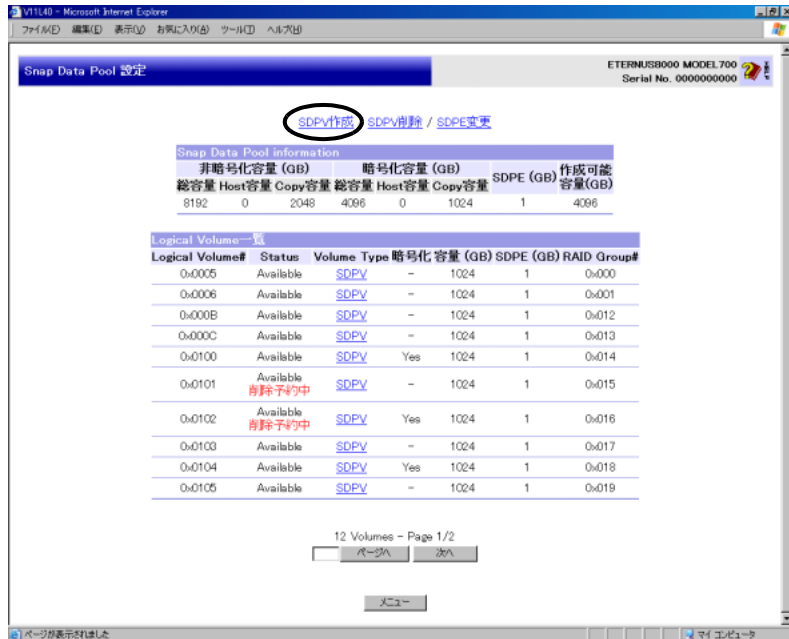 V11L40 - Microsoft Internet Explorer
ファイル(F) 編集(E) 表示(V) お気に入り(A) ツール(T) ヘルプ(H)
Snap Data Pool 設定
ETERNUS8000 MODEL700
Serial No. 0000000000
SDPV作成 / SDPV削除 / SDPE変更
Snap Data Pool information
非暗号化容量 (GB) 暗号化容量 (GB) SDPE (GB) 作成可能容量(GB)
総容量 Host容量 Copy容量 総容量 Host容量 Copy容量
8192 0 2048 4096 0 1024 1 4096
Logical Volume一覧
Logical Volume# Status Volume Type 暗号化 容量 (GB) SDPE (GB) RAID Group#
0x0005 Available SDPV - 1024 1 0x000
0x0006 Available SDPV - 1024 1 0x001
0x000B Available SDPV - 1024 1 0x012
0x000C Available SDPV - 1024 1 0x013
0x0100 Available SDPV Yes 1024 1 0x014
0x0101 Available 削除予約中 SDPV - 1024 1 0x015
0x0102 Available 削除予約中 SDPV Yes 1024 1 0x016
0x0103 Available SDPV - 1024 1 0x017
0x0104 Available SDPV Yes 1024 1 0x018
0x0105 Available SDPV - 1024 1 0x019
12 Volumes - Page 1/2
ページへ 次へ
メニュー
ページが表示されました マイ コンピュータ